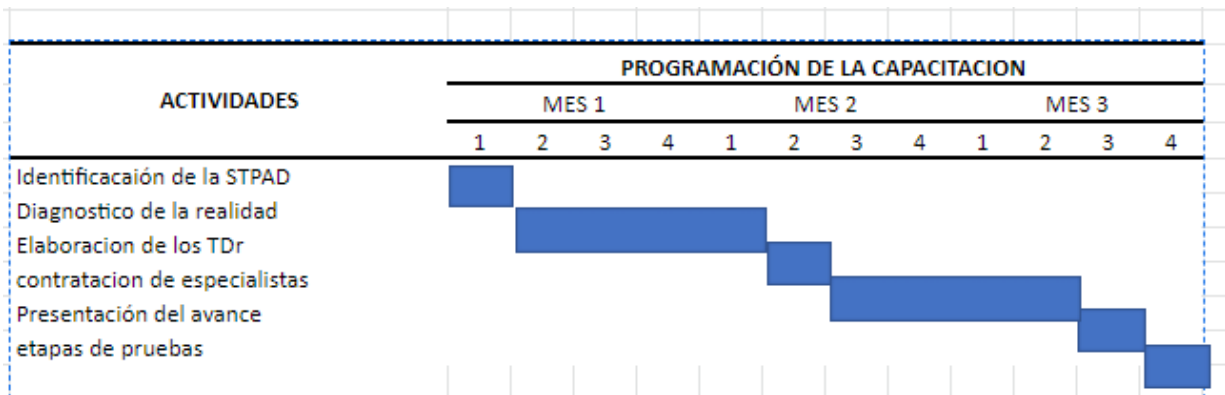 PROGRAMACIÓN DE LA CAPACITACION
ACTIVIDADES
MES 1 MES 2 MES 3
1 2 3 4 1 2 3 4 1 2 3 4
Identificacaión de la STPAD
Diagnostico de la realidad
Elaboracion de los TDr
contratacion de especialistas
Presentación del avance
etapas de pruebas